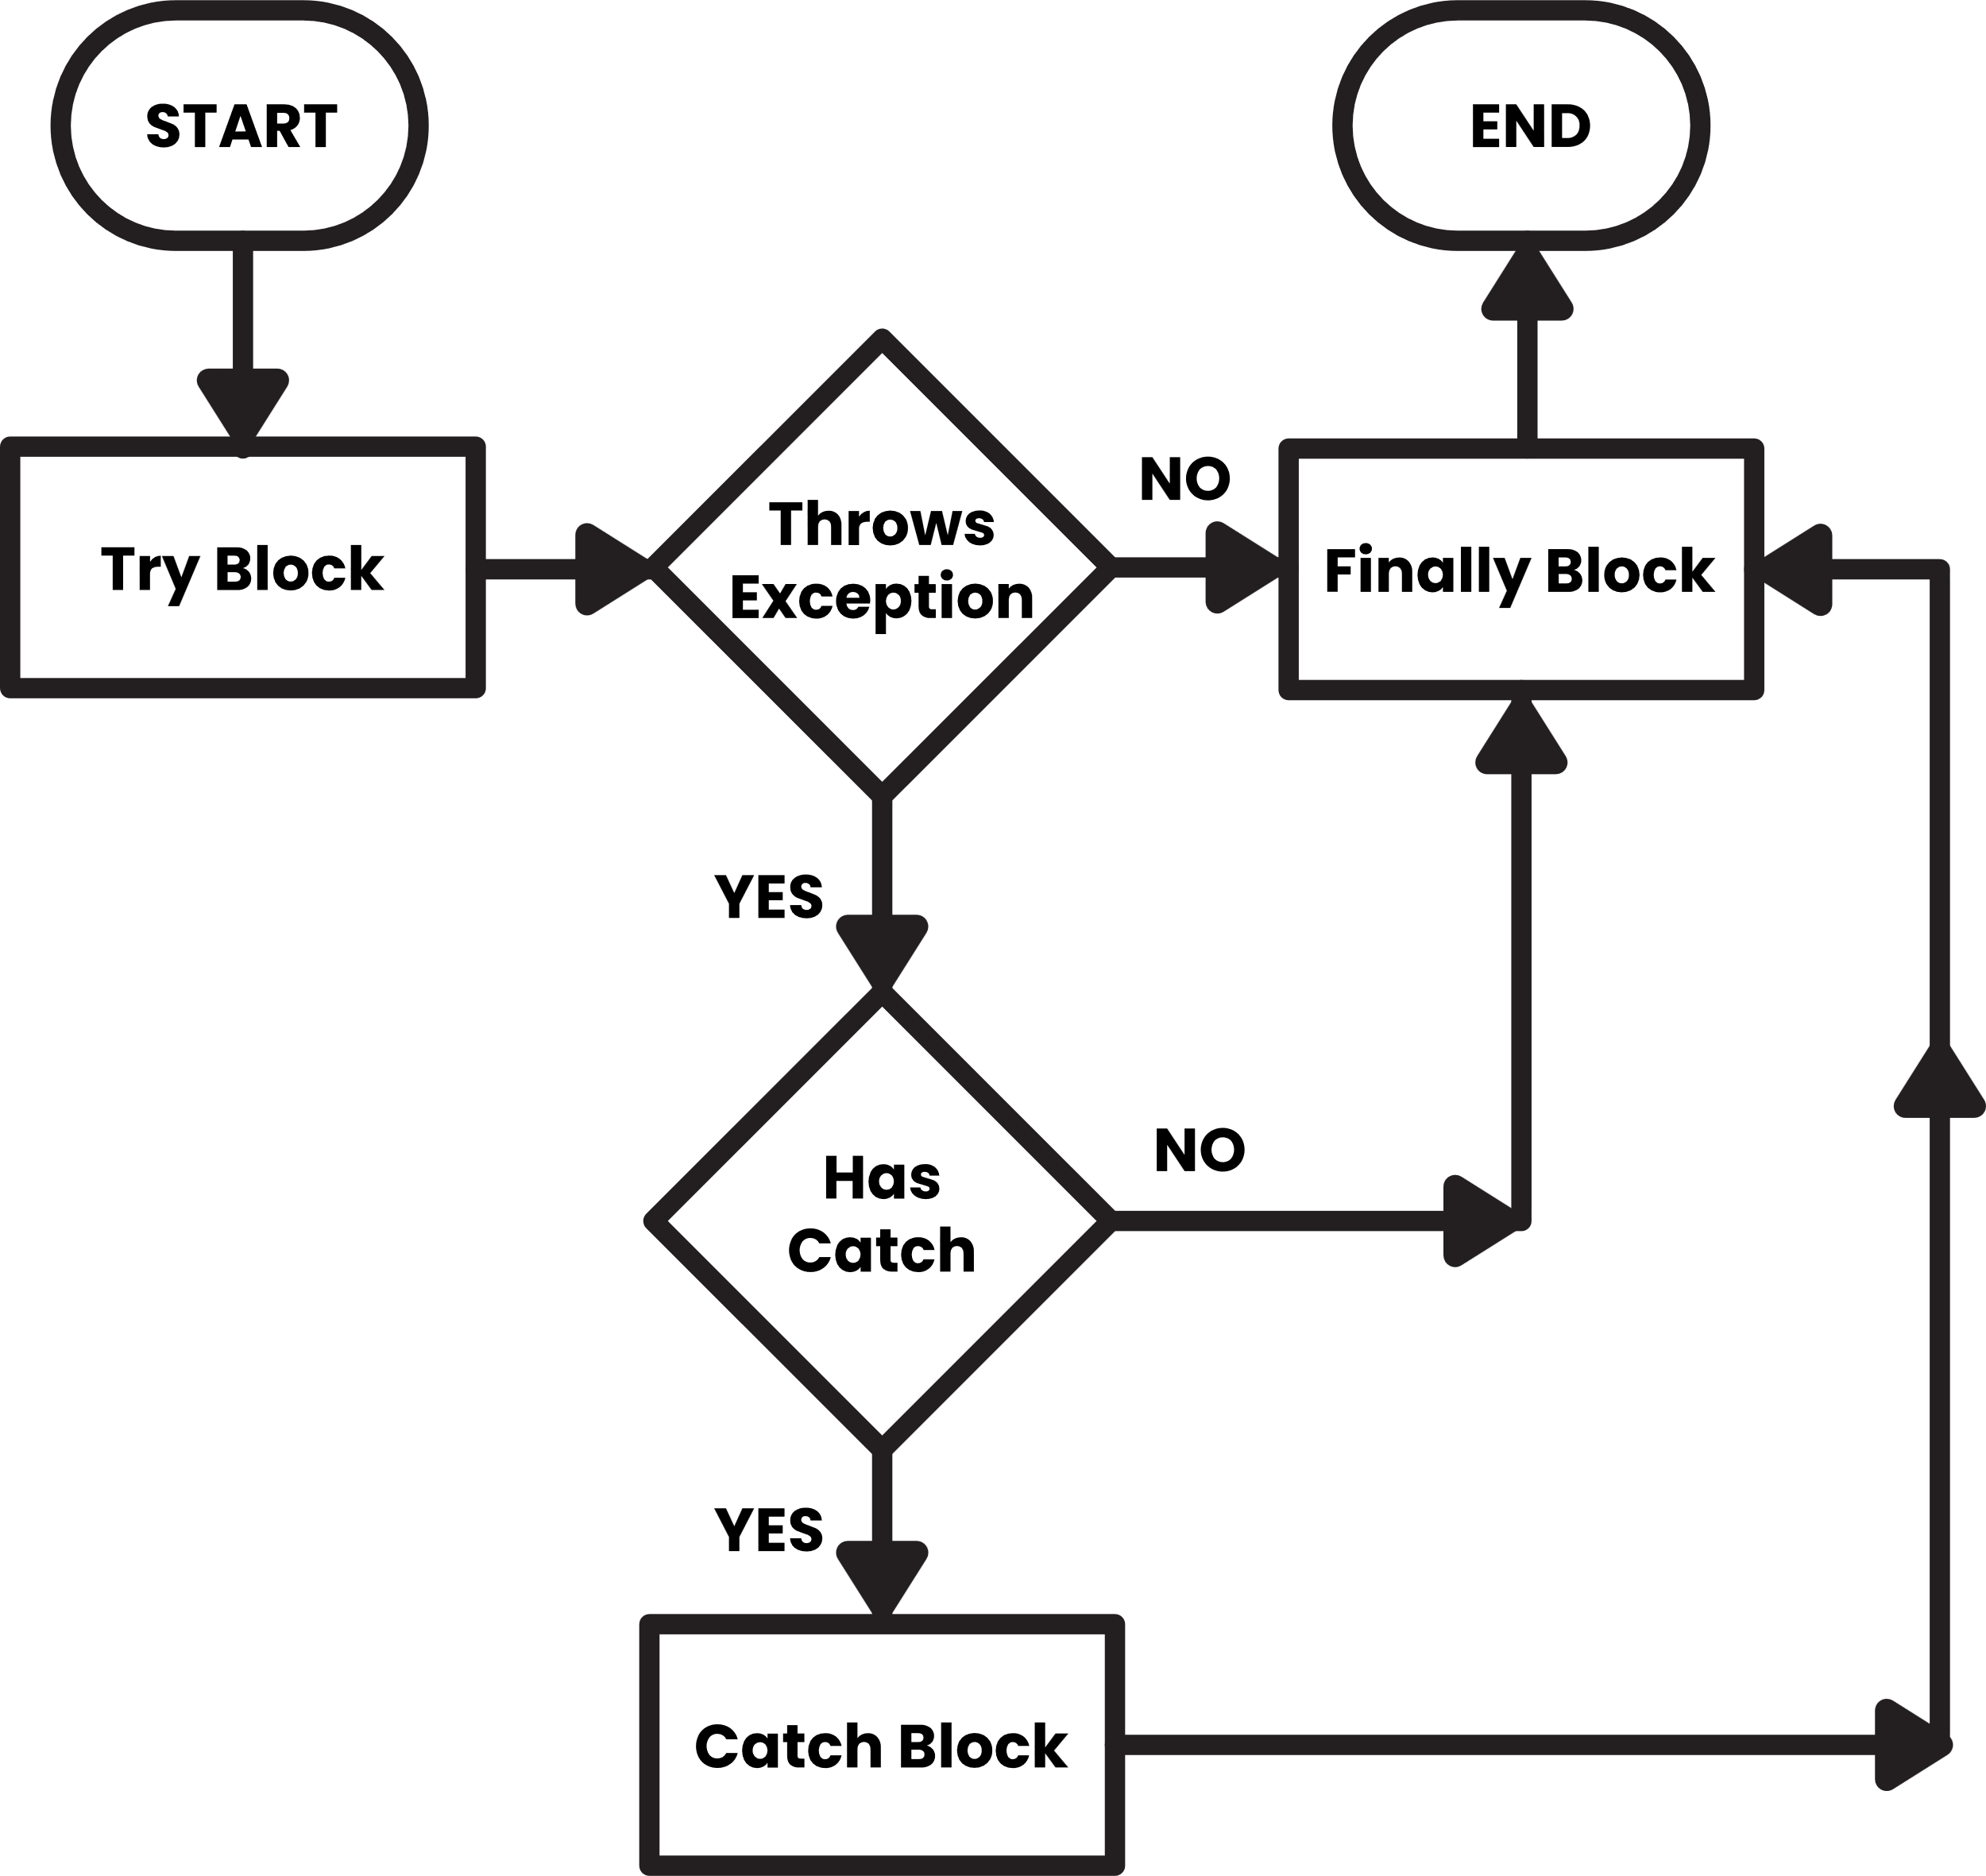 START
END
Throws
Exception
NO
Try Block
Finally Block
YES
Has
Catch
NO
YES
Catch Block